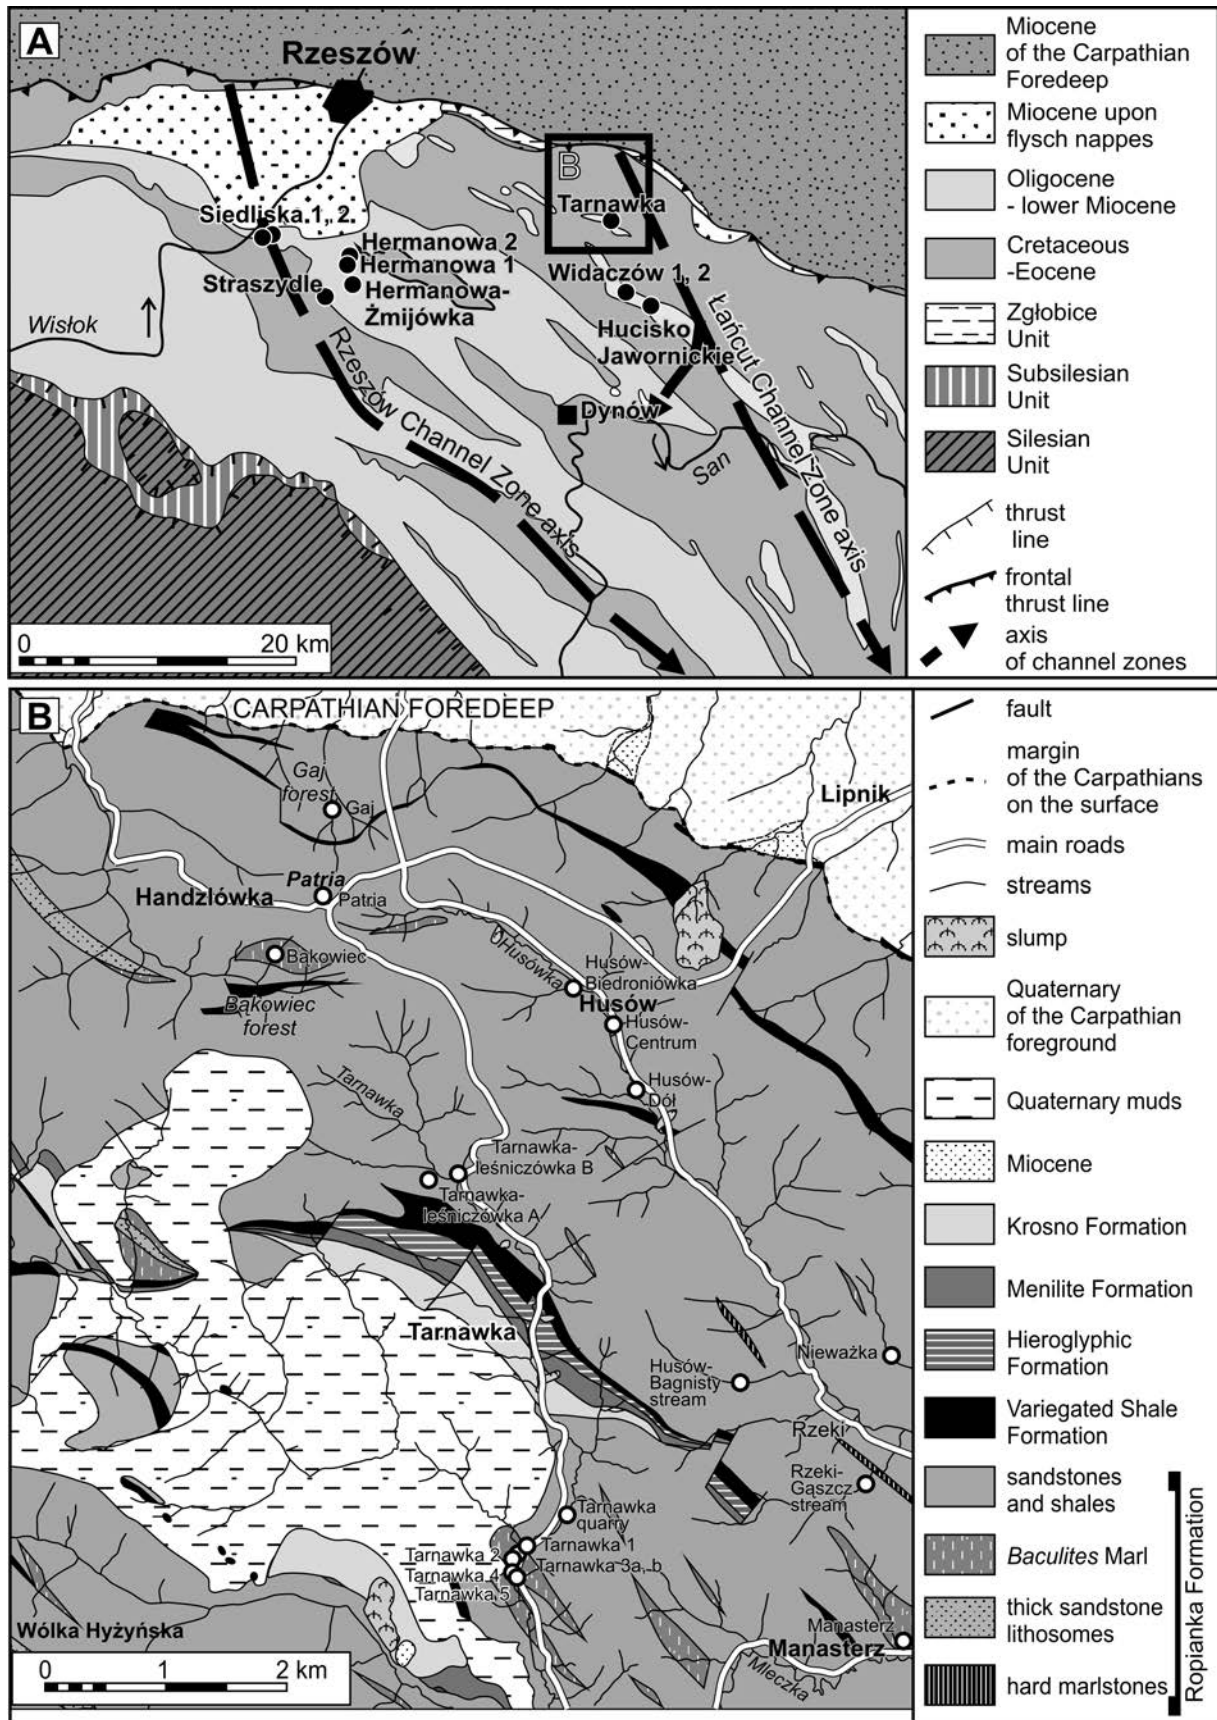 A
Rzeszów
B
Tarnawka
Siedliska 1, 2
Hermanowa 2
Hermanowa 1
Straszydle
Hermanowa-
Żmijówka
Widaczów 1, 2
Hucisko
Jawornickie
Wisłok
Dynów
San
Rzeszów Channel Zone axis
Łańcut Channel Zone axis
0
20 km
Miocene
of the Carpathian
Foredeep
Miocene upon
flysch nappes
Oligocene
- lower Miocene
Cretaceous
-Eocene
Zgłobice
Unit
Subsilesian
Unit
Silesian
Unit
thrust
line
frontal
thrust line
axis
of channel zones
B
CARPATHIAN FOREDEEP
Gaj
forest
Gaj
Lipnik
Patria
Handzlówka
Patria
Bakowiec
Bąkowiec
forest
Husówka
Husów-
Biedroniówka
Husów
Husów-
Centrum
Husów-
Dół
Tarnawka
Tarnawka-
leśniczówka B
Tarnawka-
leśniczówka A
Tarnawka
Nieważka
Husów-
Bagnisty
stream
Rzeki
Rzeki-
Gąszcz
stream
Tarnawka
quarry
Tarnawka 1
Tarnawka 2
Tarnawka 3a, b
Tarnawka 4
Tarnawka 5
Manasterz
Manasterz
Mleczka
Wólka Hyżyńska
0
1
2 km
fault
margin
of the Carpathians
on the surface
main roads
streams
slump
Quaternary
of the Carpathian
foreground
Quaternary muds
Miocene
Krosno Formation
Menilite Formation
Hieroglyphic
Formation
Variegated Shale
Formation
sandstones
and shales
Baculites Marl
thick sandstone
lithosomes
hard marlstones
Ropianka Formation